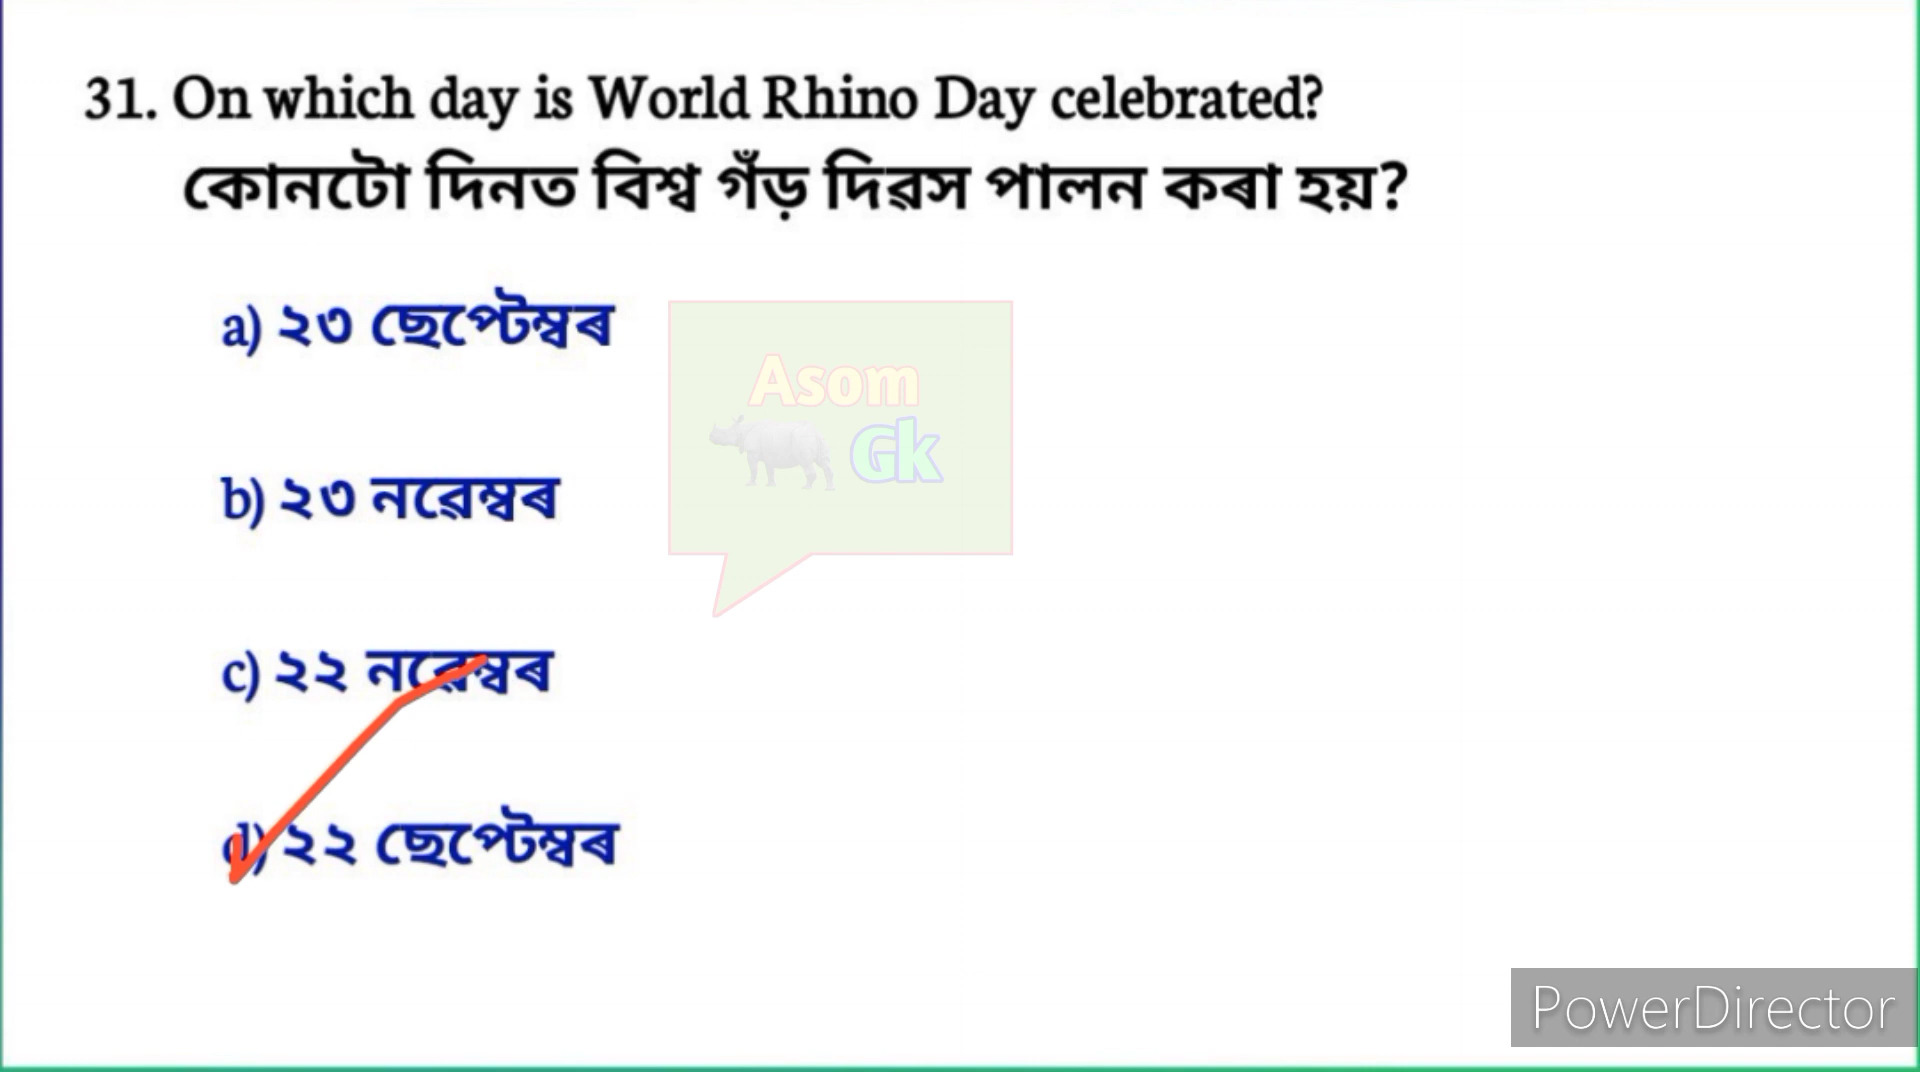 31. On which day is World Rhino Day celebrated?
কোনটো দিনত বিশ্ব গঁড় দিৱস পালন কৰা হয়?
a) ২৩ ছেপ্টেম্বৰ
Asom
Gk
b) ২৩ নৱেম্বৰ
c) ২২ নৱেম্বৰ
d) ২২ ছেপ্টেম্বৰ
PowerDirector